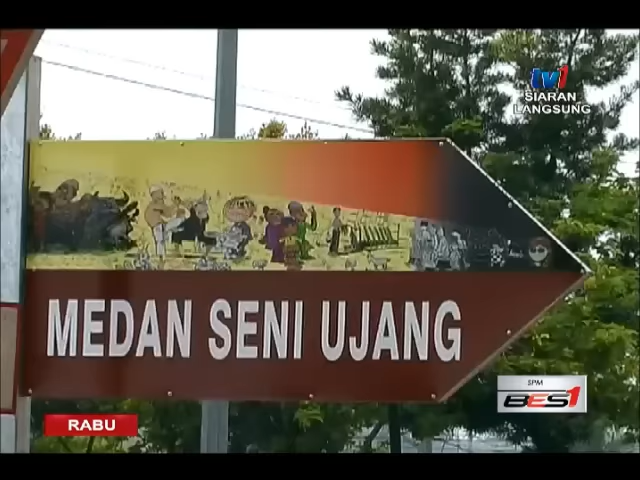 tv1
SIARAN
LANGSUNG
MEDAN SENI UJANG
SPM
BES1
RABU